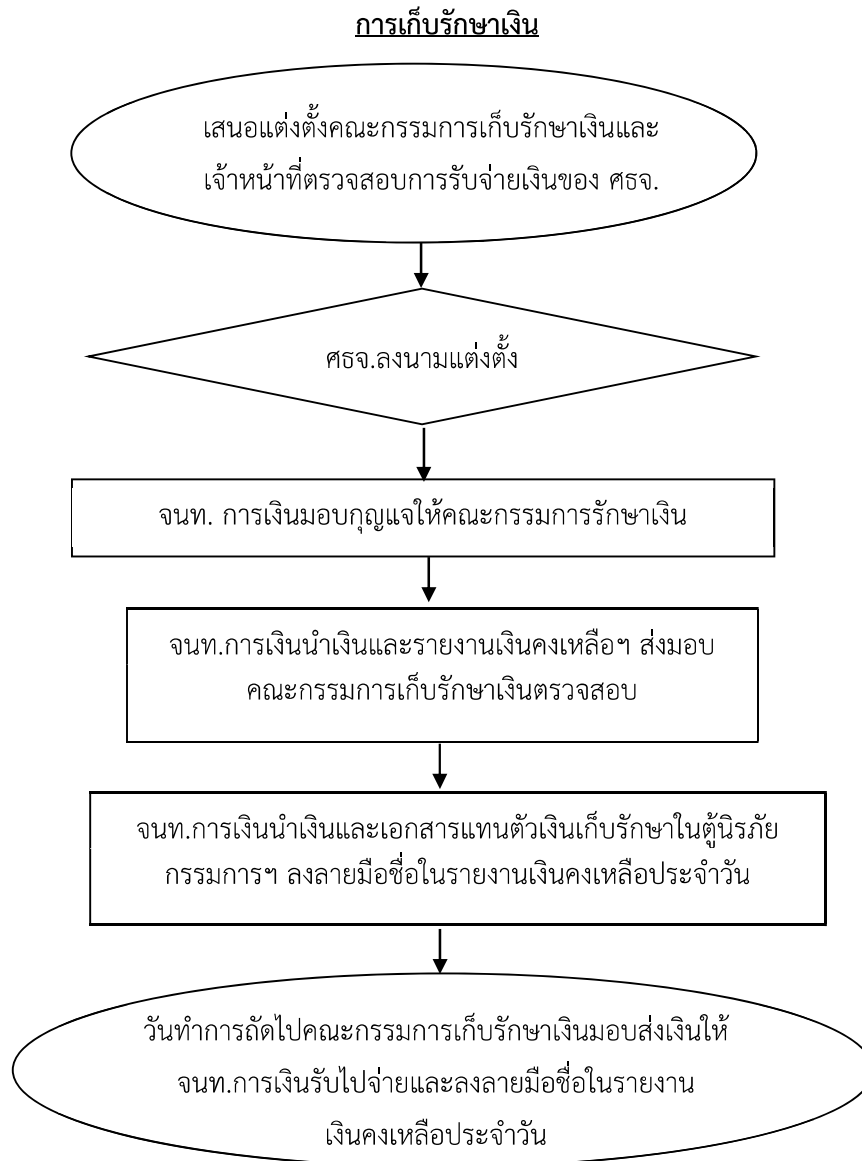 การเก็บรักษาเงิน
เสนอแต่งตั้งคณะกรรมการเก็บรักษาเงินและ
เจ้าหน้าที่ตรวจสอบการรับจ่ายเงินของ ศธจ.
ศธจ.ลงนามแต่งตั้ง
จนท. การเงินมอบกุญแจให้คณะกรรมการรักษาเงิน
จนท.การเงินนำเงินและรายงานเงินคงเหลือฯ ส่งมอบ
คณะกรรมการเก็บรักษาเงินตรวจสอบ
จนท.การเงินนำเงินและเอกสารแทนตัวเงินเก็บรักษาในตู้นิรภัย
กรรมการฯ ลงลายมือชื่อในรายงานเงินคงเหลือประจำวัน
วันทำการถัดไปคณะกรรมการเก็บรักษาเงินมอบส่งเงินให้
จนท.การเงินรับไปจ่ายและลงลายมือชื่อในรายงาน
เงินคงเหลือประจำวัน